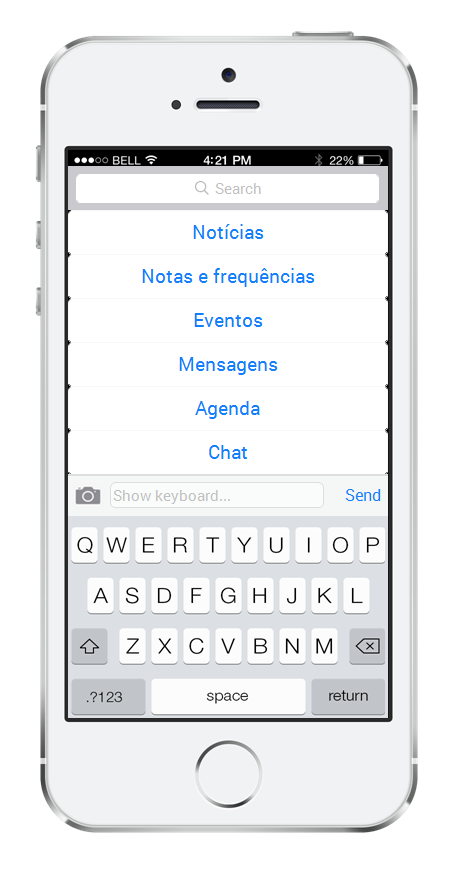 BELL 4:21 PM 22%
Search
Notícias
Notas e frequências
Eventos
Mensagens
Agenda
Chat
Show keyboard... Send
Q W E R T Y U I O P
A S D F G H J K L
Z X C V B N M
.?123 space return